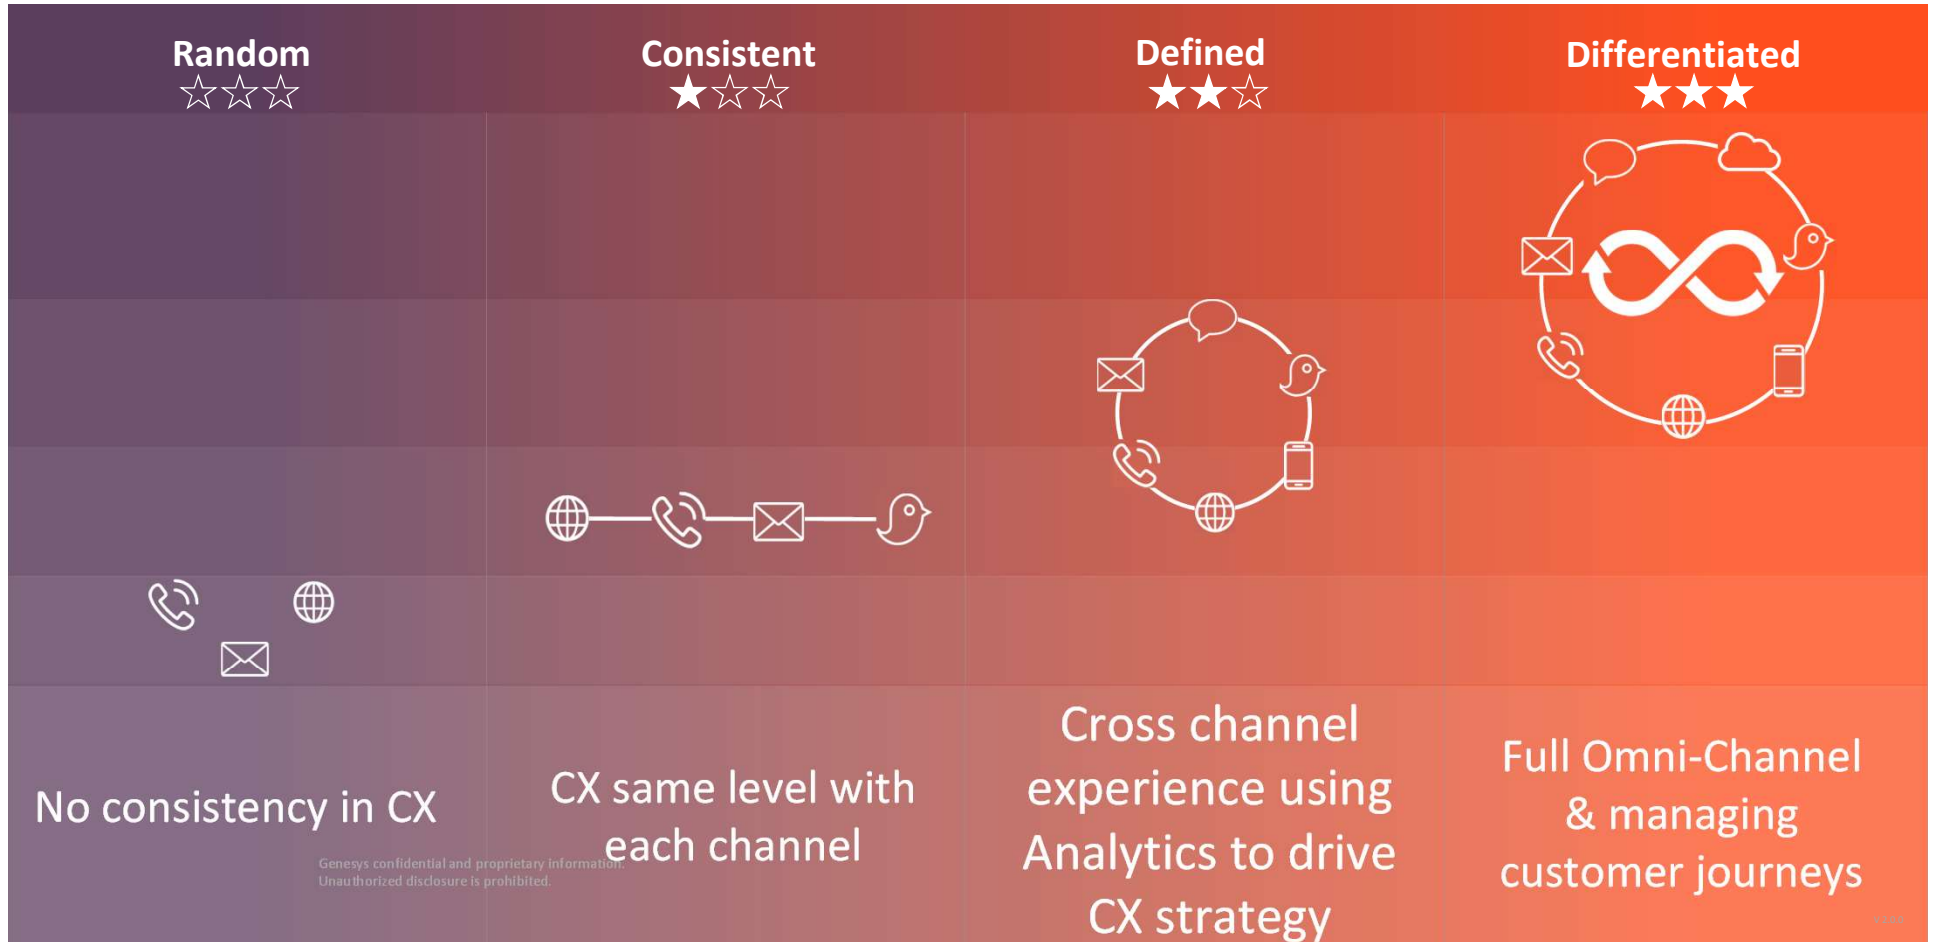 Random
Consistent
Defined
Differentiated
No consistency in CX
CX same level with
each channel
Cross channel
experience using
Analytics to drive
CX strategy
Full Omni-Channel
& managing
customer journeys
Genesys confidential and proprietary information.
Unauthorized disclosure is prohibited.